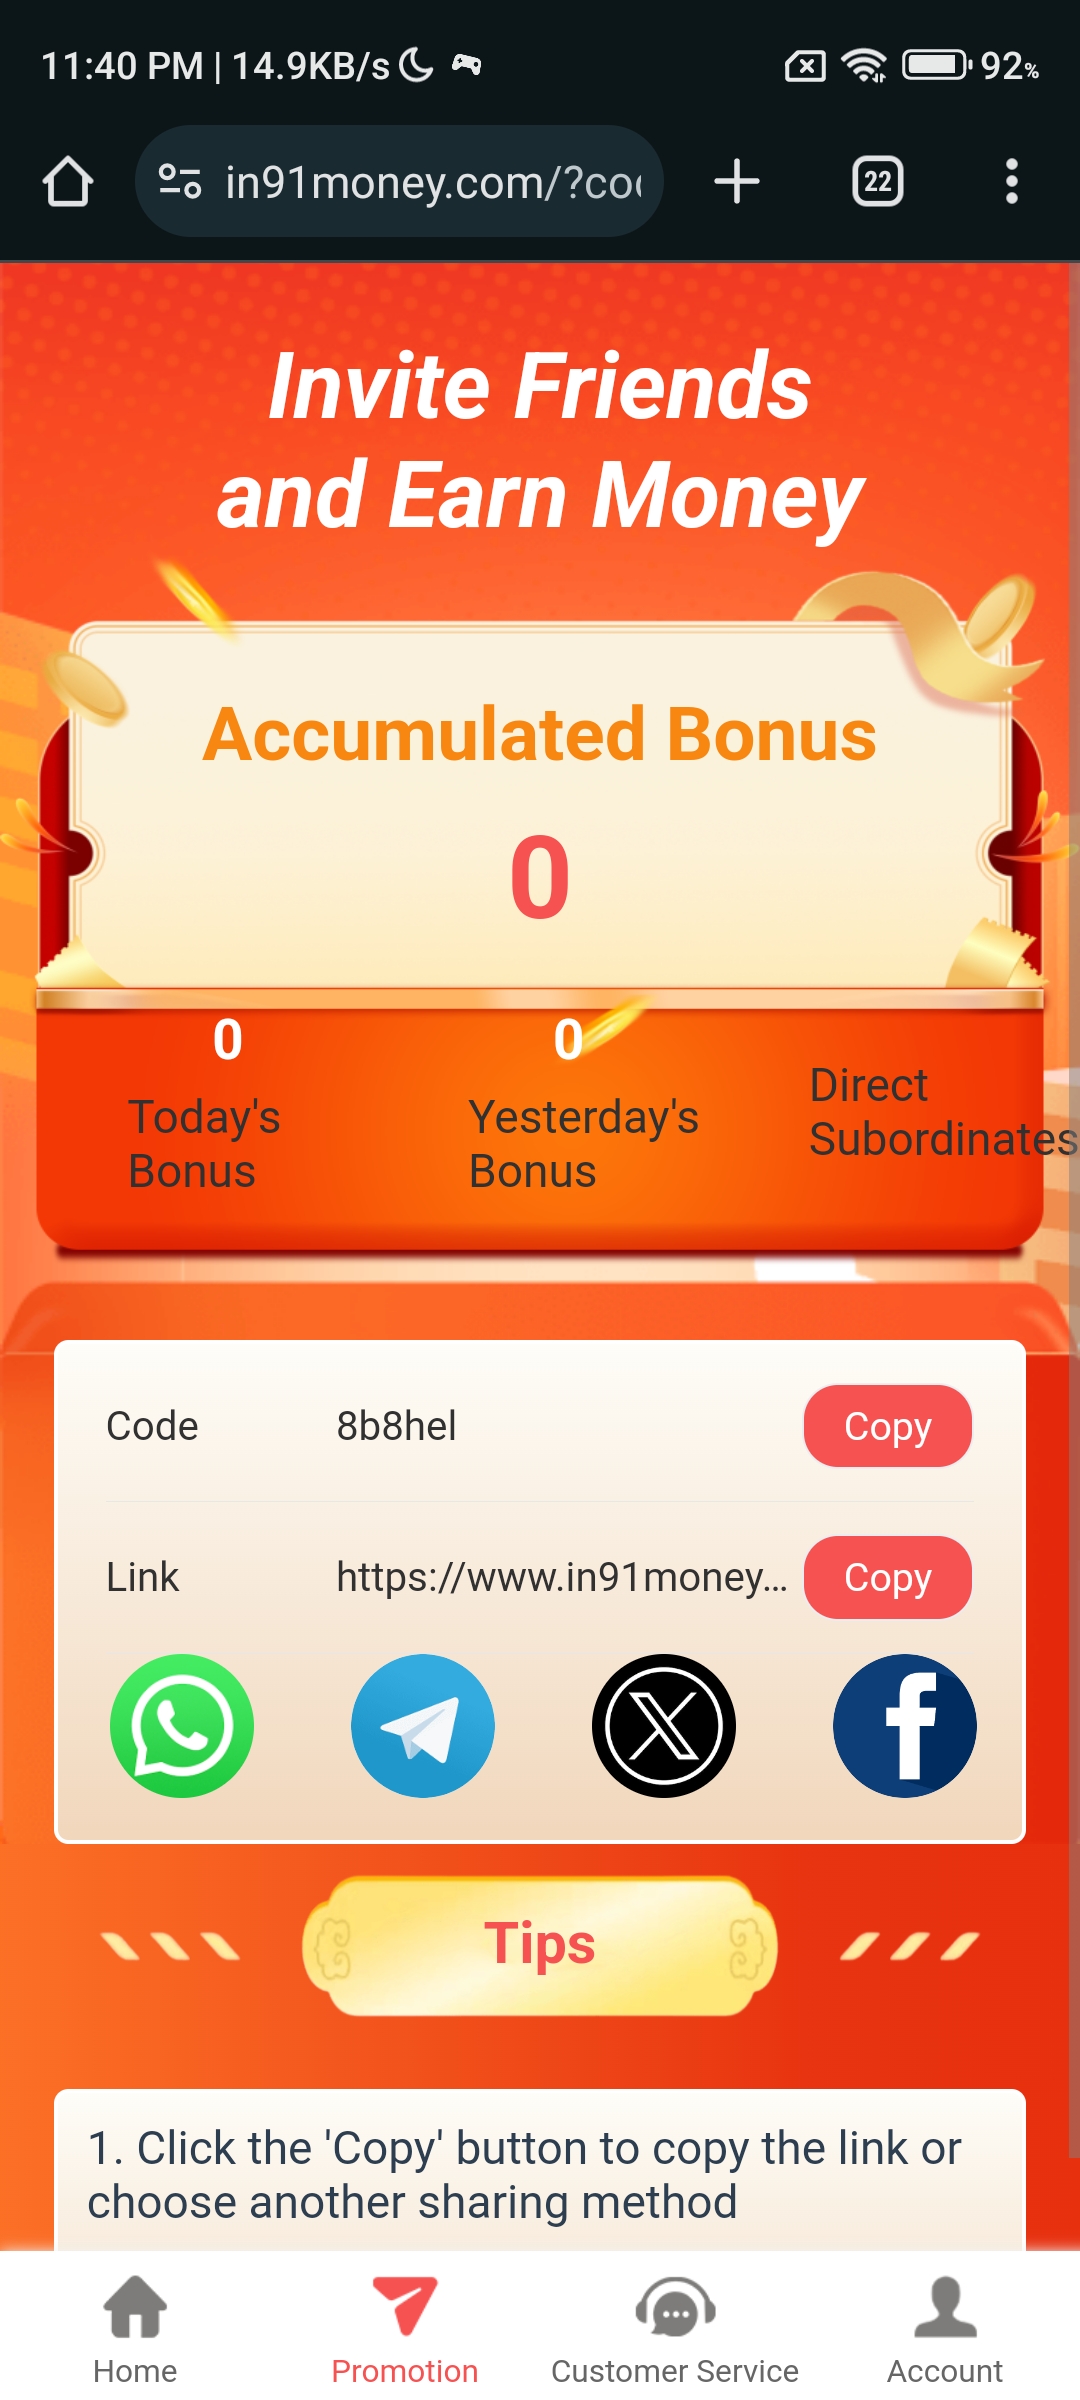 11:40 PM | 14.9KB/s
92%
in91money.com/?co
22
Invite Friends
and Earn Money
Accumulated Bonus
0
0
0
Today's
Bonus
Yesterday's
Bonus
Direct
Subordinates
Code
8b8hel
Copy
Link
https://www.in91money...
Copy
Tips
1. Click the 'Copy' button to copy the link or
choose another sharing method
Home
Promotion
Customer Service
Account